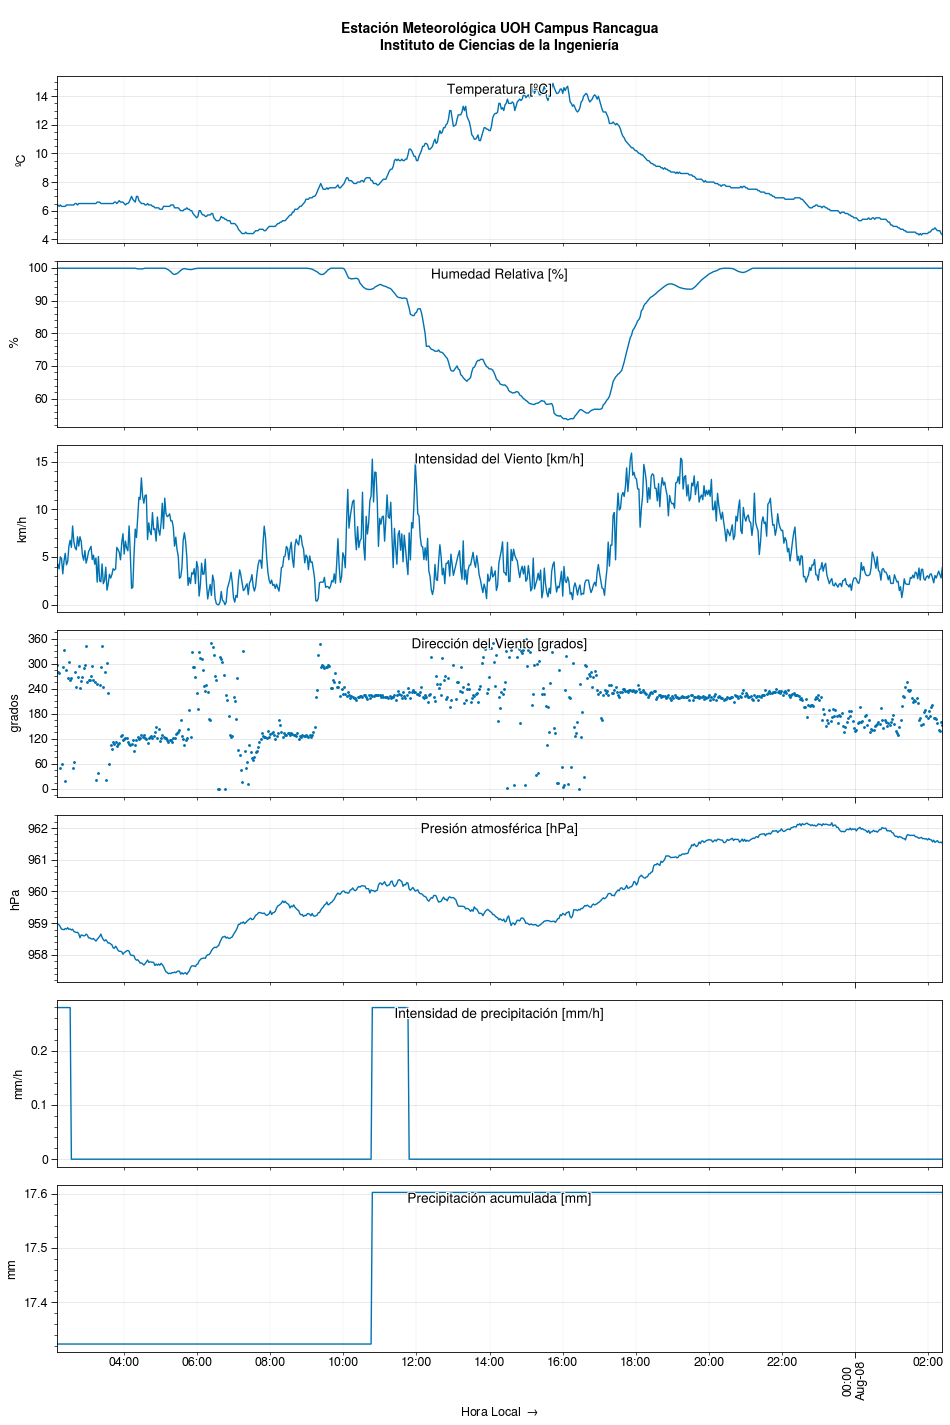 Estación Meteorológica UOH Campus Rancagua
Instituto de Ciencias de la Ingeniería
Temperatura [ºC]
ºC
14
12
10
8
6
4
Humedad Relativa [%]
%
100
90
80
70
60
Intensidad del Viento [km/h]
km/h
15
10
5
0
Dirección del Viento [grados]
grados
360
300
240
180
120
60
0
Presión atmosférica [hPa]
hPa
962
961
960
959
958
Intensidad de precipitación [mm/h]
mm/h
0.2
0.1
0
Precipitación acumulada [mm]
mm
17.6
17.5
17.4
04:00 06:00 08:00 10:00 12:00 14:00 16:00 18:00 20:00 22:00 00:00 02:00
Aug-08
Hora Local →